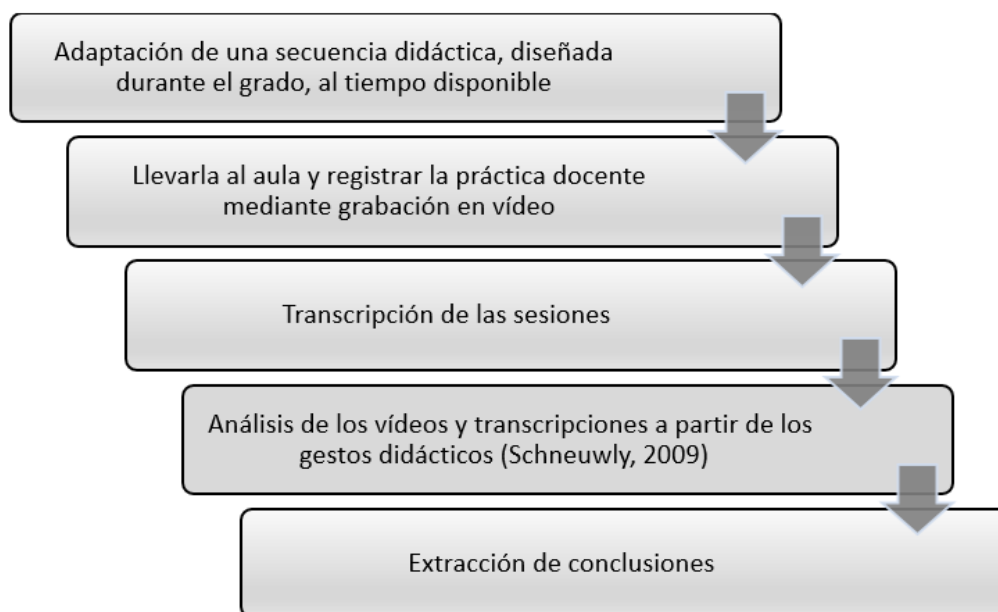 Adaptación de una secuencia didáctica, diseñada
durante el grado, al tiempo disponible
Llevarla al aula y registrar la práctica docente
mediante grabación en vídeo
Transcripción de las sesiones
Análisis de los vídeos y transcripciones a partir de los
gestos didácticos (Schneuwly, 2009)
Extracción de conclusiones